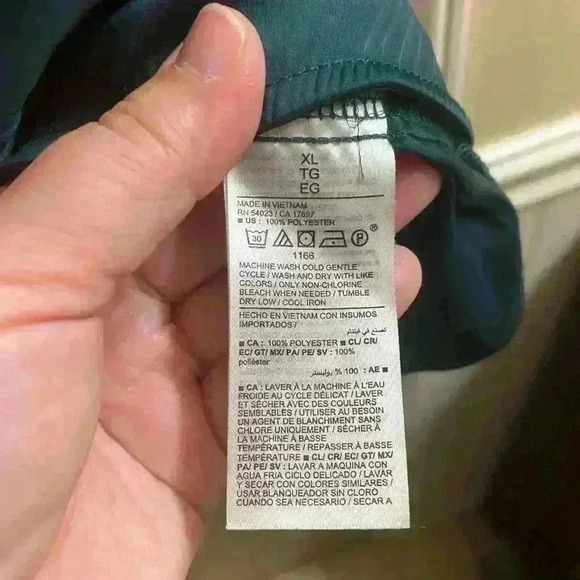 XL
TG
EG
MADE IN VIETNAM
RN 54023 / CA 17897
■ US : 100% POLYESTER
30 P ®
1166
MACHINE WASH COLD GENTLE
CYCLE / WASH AND DRY WITH LIKE
COLORS / ONLY NON-CHLORINE
BLEACH WHEN NEEDED / TUMBLE
DRY LOW / COOL IRON
HECHO EN VIETNAM CON INSUMOS
IMPORTADOS /
تصنع في فيتنام
■ CA : 100% POLYESTER ■ CL/ CR/
EC/ GT/ MX/ PA/ PE/ SV : 100%
poliéster
■ AE : 100 % بوليستر
■ CA : LAVER À LA MACHINE À L'EAU
FROIDE AU CYCLE DÉLICAT / LAVER
ET SÉCHER AVEC DES COULEURS
SEMBLABLES / UTILISER AU BESOIN
UN AGENT DE BLANCHIMENT SANS
CHLORE UNIQUEMENT / SÉCHER À
LA MACHINE À BASSE
TEMPÉRATURE / REPASSER À BASSE
TEMPÉRATURE ■ CL/ CR/ EC/ GT/ MX/
PA/ PE/ SV : LAVAR A MAQUINA CON
AGUA FRIA CICLO DELICADO / LAVAR
Y SECAR CON COLORES SIMILARES /
USAR BLANQUEADOR SIN CLORO
CUANDO SEA NECESARIO / SECAR A